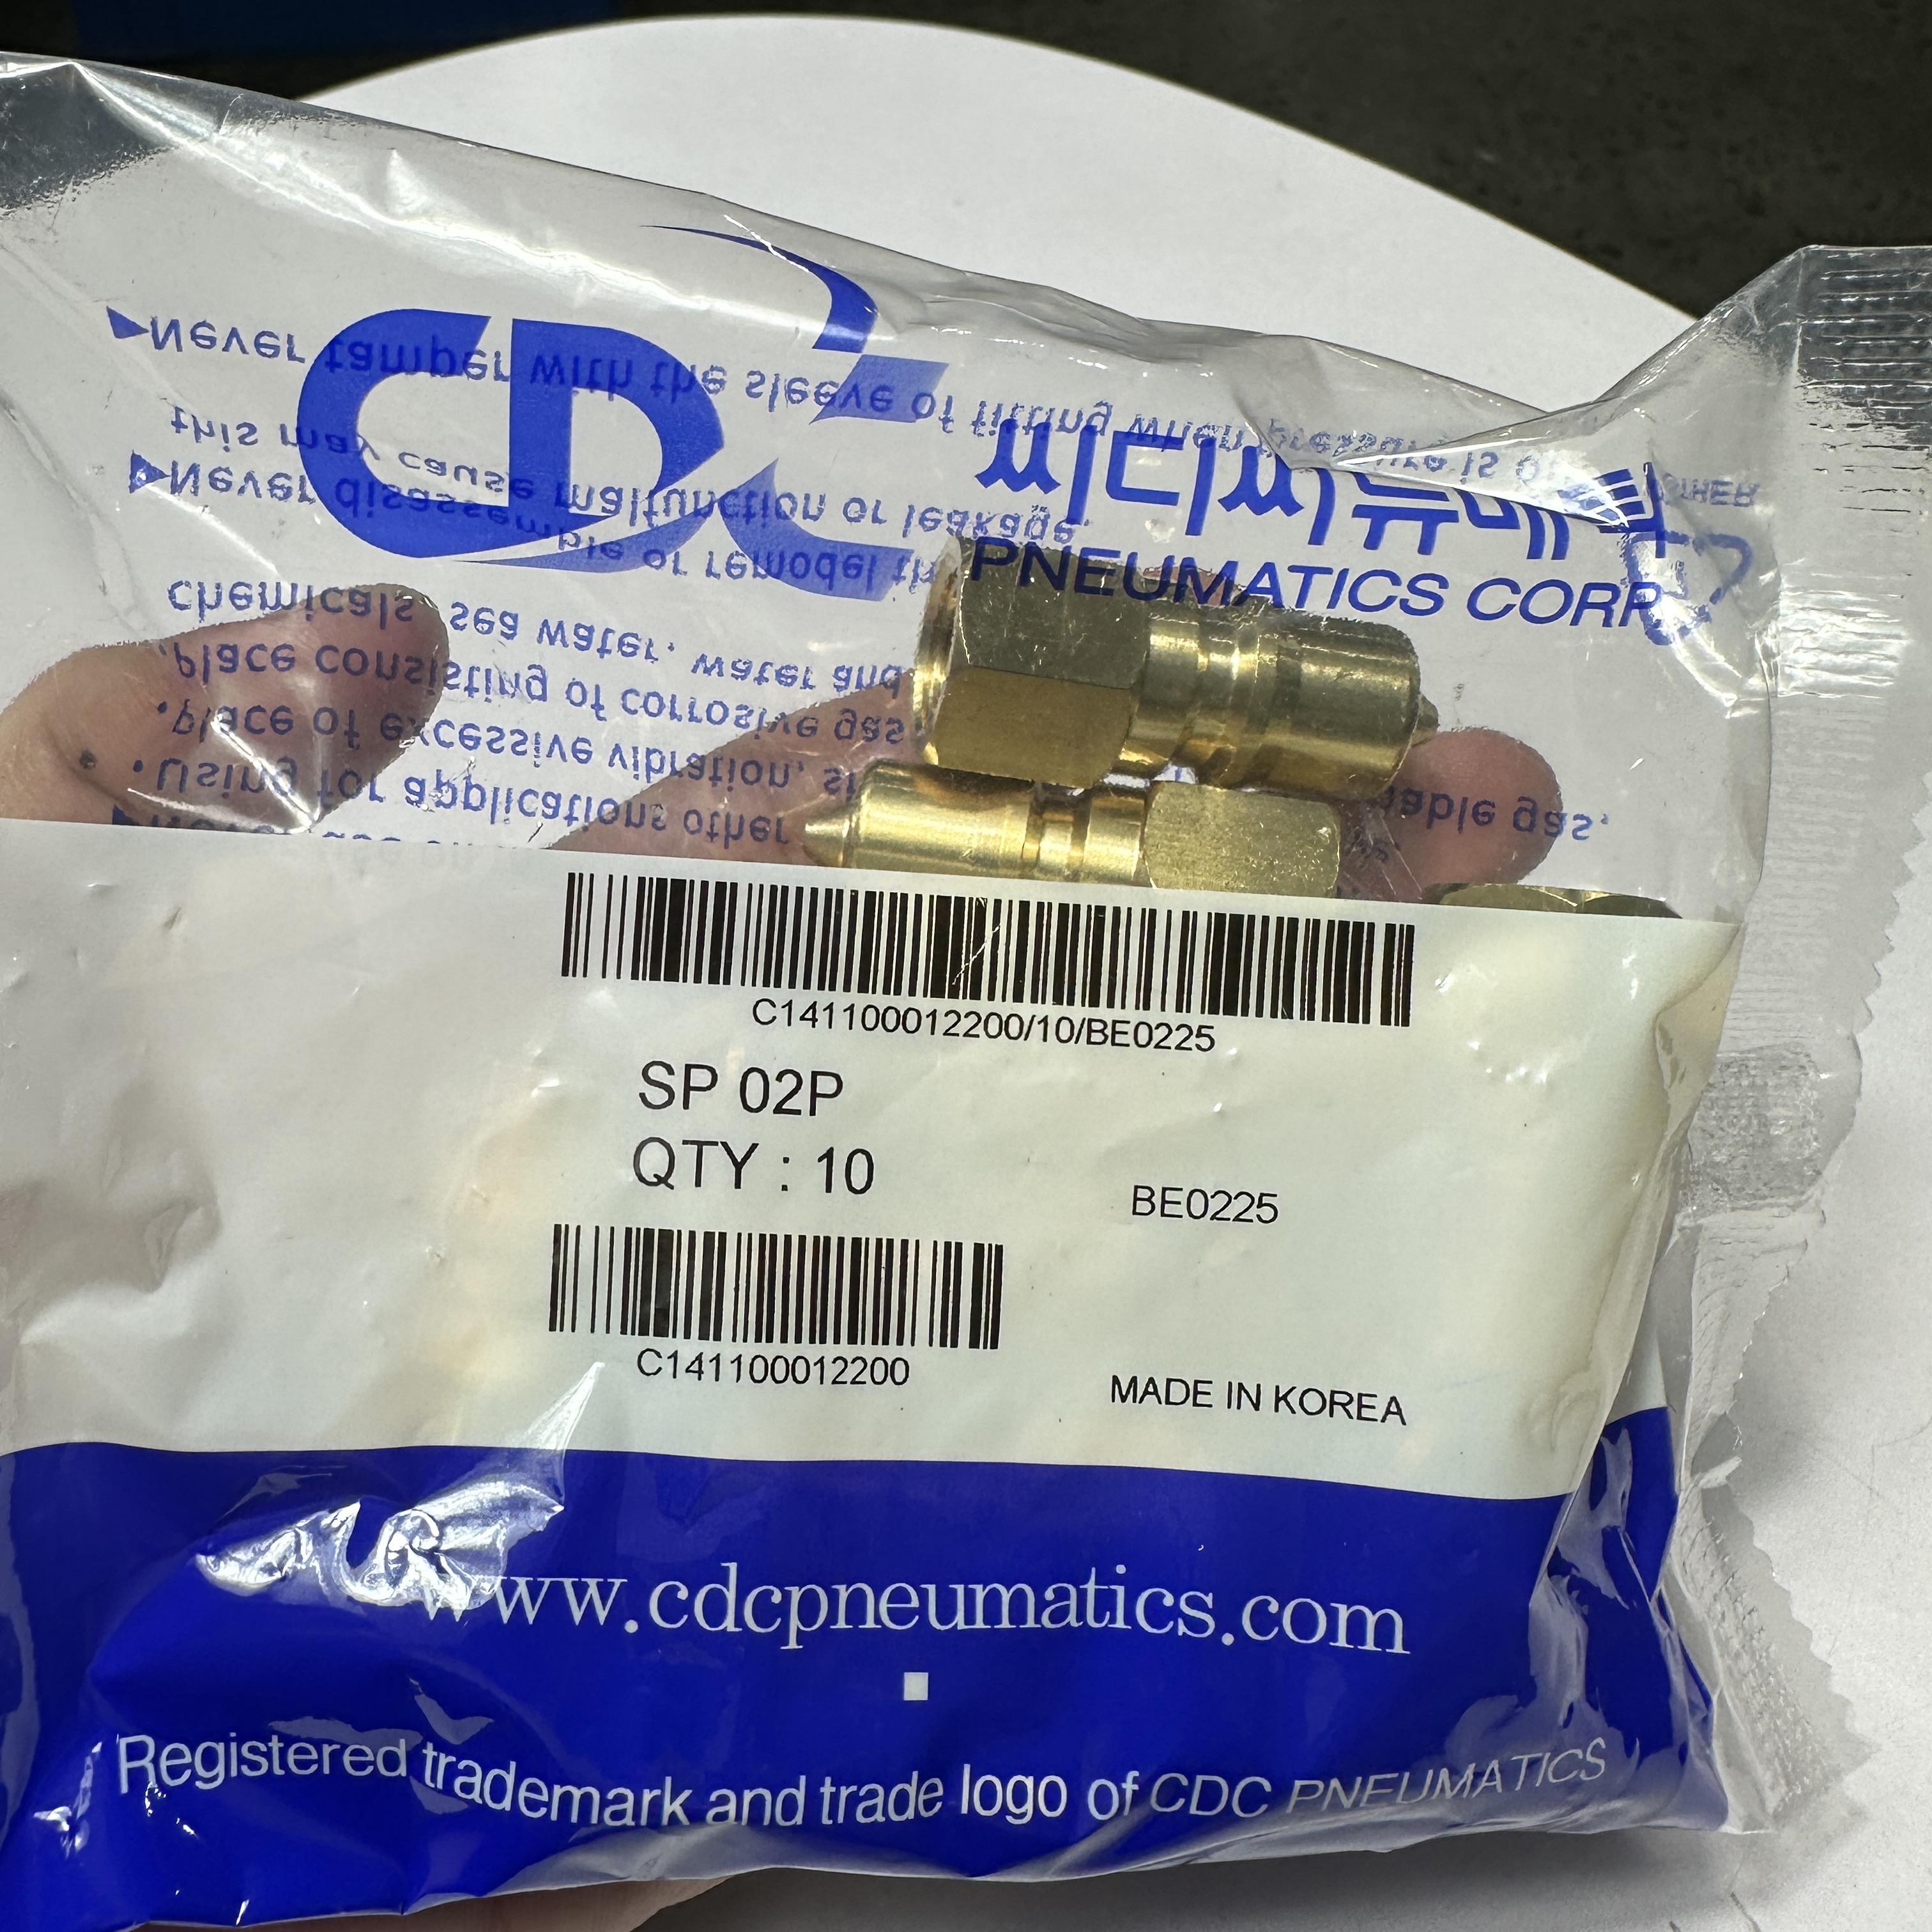 CDC
씨디씨뉴매틱
PNEUMATICS CORP
▶Never tamper with the sleeve of fitting when pressure is
this may cause malfunction or leakage.
▶Never disassemble or remodel
chemicals, sea water, water and
•Place consisting of corrosive gas
able gas,
•Place of excessive vibration,
•Using for applications other
C141100012200/10/BE0225
SP 02P
QTY : 10
BE0225
C141100012200
MADE IN KOREA
www.cdcpneumatics.com
Registered trademark and trade logo of CDC PNEUMATICS